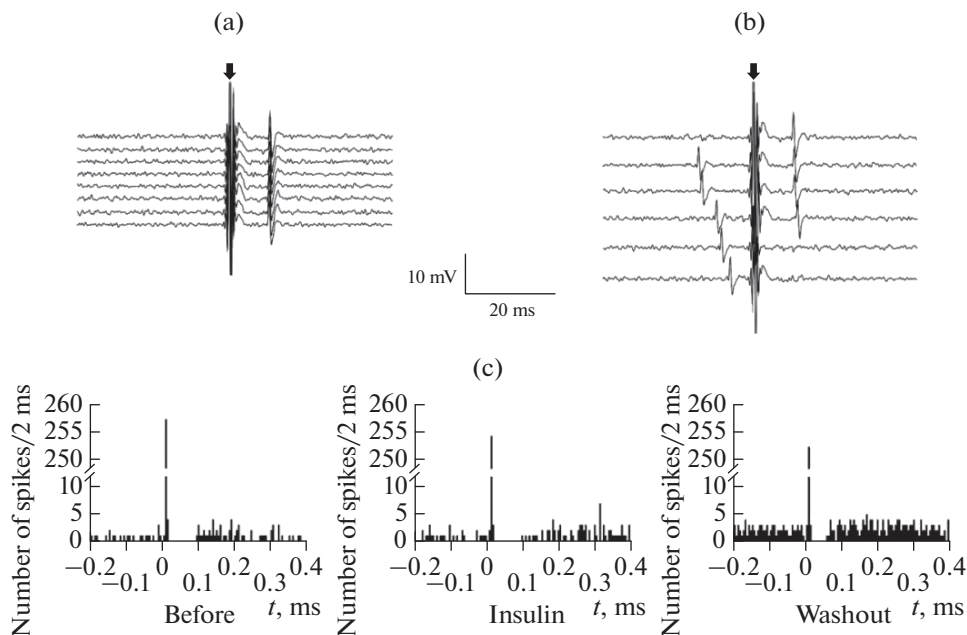 (a)
(b)
10 mV
20 ms
(c)
Number of spikes/2 ms
260
255
250
10
5
0
−0.2 0 0.2 0.4
−0.1 0.1 0.3
t, ms
Before
Number of spikes/2 ms
260
255
250
10
5
0
−0.2 0 0.2 0.4
−0.1 0.1 0.3
t, ms
Insulin
Number of spikes/2 ms
260
255
250
10
5
0
−0.2 0 0.2 0.4
−0.1 0.1 0.3
t, ms
Washout